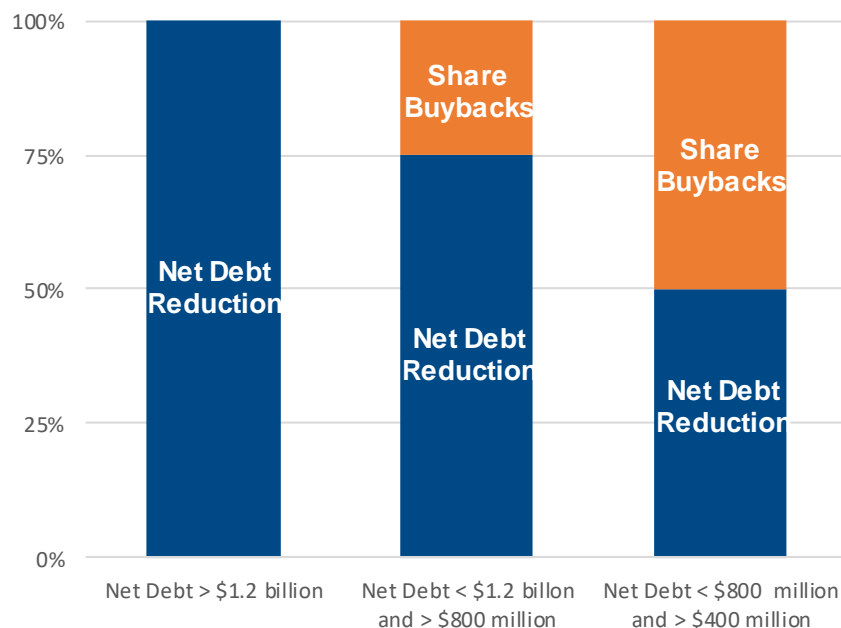 100%
75%
50%
25%
0%
Net Debt
Reduction
Share
Buybacks
Net Debt
Reduction
Share
Buybacks
Net Debt
Reduction
Net Debt > $1.2 billion
Net Debt < $1.2 billon
and > $800 million
Net Debt < $800 million
and > $400 million